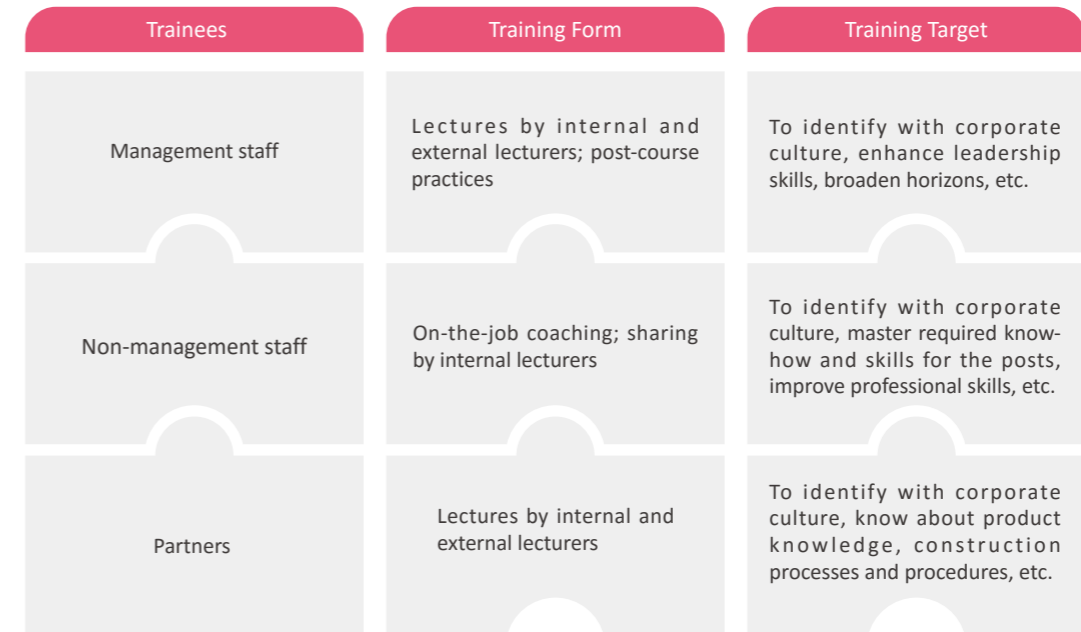 Trainees
Training Form
Training Target
Management staff
Lectures by internal and
external lecturers; post-course
practices
To identify with corporate
culture, enhance leadership
skills, broaden horizons, etc.
Non-management staff
On-the-job coaching; sharing
by internal lecturers
To identify with corporate
culture, master required know-
how and skills for the posts,
improve professional skills, etc.
Partners
Lectures by internal and
external lecturers
To identify with corporate
culture, know about product
knowledge, construction
processes and procedures, etc.